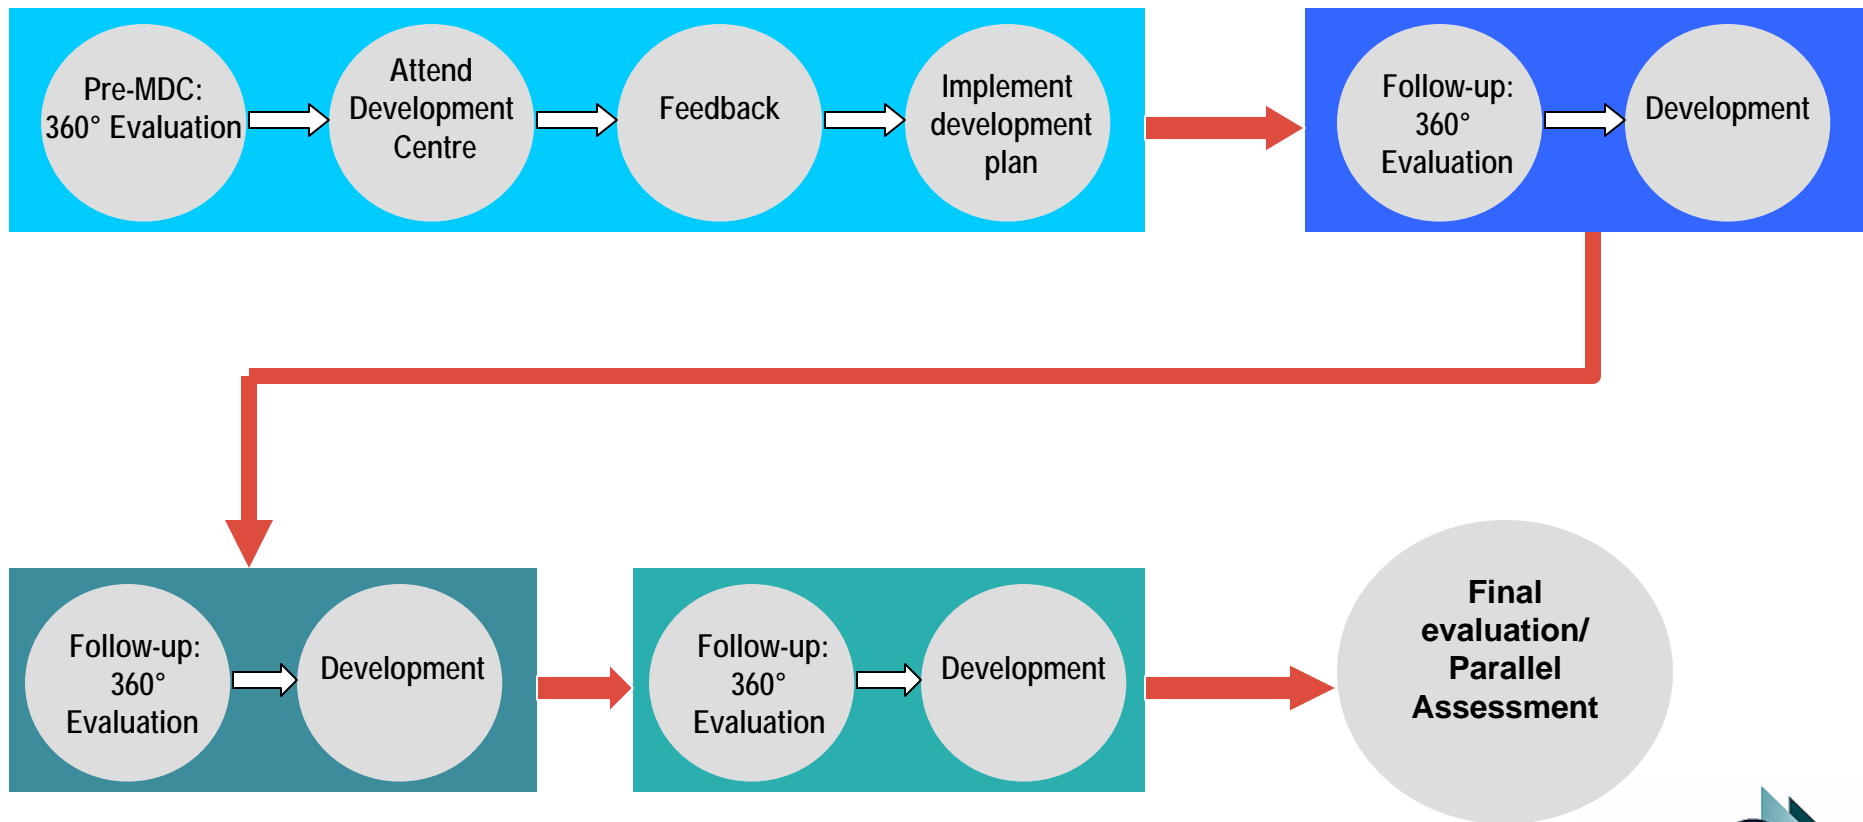 Pre-MDC:
360° Evaluation
Attend
Development
Centre
Feedback
Implement
development
plan
Follow-up:
360°
Evaluation
Development
Follow-up:
360°
Evaluation
Development
Follow-up:
360°
Evaluation
Development
Final
evaluation/
Parallel
Assessment